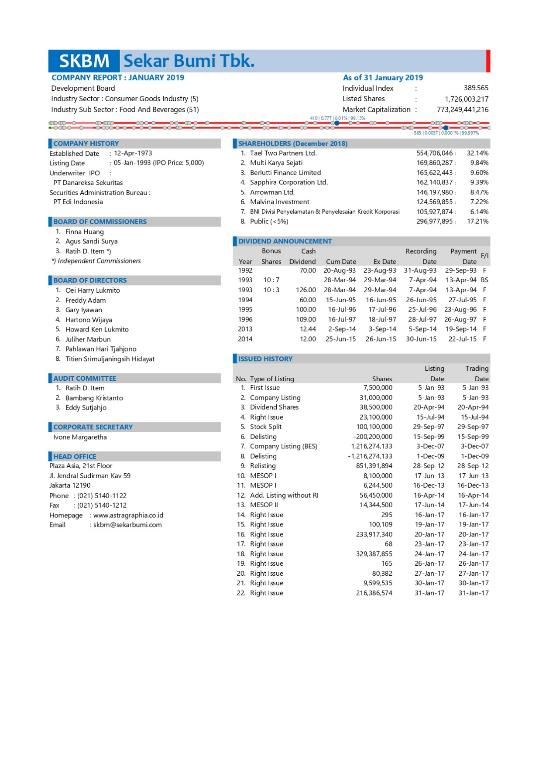 SKBM Sekar Bumi Tbk.
COMPANY REPORT : JANUARY 2019
As of 31 January 2019
Development Board
Individual Index : 389.565
Industry Sector : Consumer Goods Industry (5)
Listed Shares : 1,726,003,217
Industry Sub Sector : Food And Beverages (51)
Market Capitalization : 773,249,441,216
COMPANY HISTORY
Established Date : 12-Apr-1973
Listing Date : 05-Jan-1993 (IPO Price: 5,000)
Underwriter IPO :
PT Danareksa Sekuritas
Securities Administration Bureau :
PT Edi Indonesia
BOARD OF COMMISSIONERS
1. Finna Huang
2. Agus Sandi Surya
3. Ratih D. Item *)
*) Independent Commissioners
BOARD OF DIRECTORS
1. Oei Harry Lukmito
2. Freddy Adam
3. Gary Iyawan
4. Hartono Wijaya
5. Howard Ken Lukmito
6. Juliher Marbun
7. Pahlawan Hari Tjahjono
8. Titien Srimuljaningsih Hidayat
AUDIT COMMITTEE
1. Ratih D. Item
2. Bambang Kristanto
3. Eddy Sutjahjo
CORPORATE SECRETARY
Ivone Margaretha
HEAD OFFICE
Plaza Asia, 21st Floor
Jl. Jendral Sudirman Kav 59
Jakarta 12190
Phone : (021) 5140-1122
Fax : (021) 5140-1212
Homepage : www.astragraphia.co.id
Email : skbm@sekarbumi.com
SHAREHOLDERS (December 2018)
1. Tael Two Partners Ltd. 554,706,046 : 32.14%
2. Multi Karya Sejati 169,860,287 : 9.84%
3. Berlutti Finance Limited 165,622,443 : 9.60%
4. Sapphira Corporation Ltd. 162,140,837 : 9.39%
5. Arrowman Ltd. 146,197,980 : 8.47%
6. Malvina Investment 124,569,855 : 7.22%
7. BNI Divisi Penyelamatan & Penyelesaian Kredit Korporasi 105,927,874 : 6.14%
8. Public (<5%) 296,977,895 : 17.21%
DIVIDEND ANNOUNCEMENT
Bonus Cash Recording Payment F/I
Year Shares Dividend Cum Date Ex Date Date Date
1992 70.00 20-Aug-93 23-Aug-93 31-Aug-93 29-Sep-93 F
1993 10 : 7 28-Mar-94 29-Mar-94 7-Apr-94 13-Apr-94 BS
1993 10 : 3 126.00 28-Mar-94 29-Mar-94 7-Apr-94 13-Apr-94 F
1994 60.00 15-Jun-95 16-Jun-95 26-Jun-95 27-Jul-95 F
1995 100.00 16-Jul-96 17-Jul-96 25-Jul-96 23-Aug-96 F
1996 109.00 16-Jul-97 18-Jul-97 28-Jul-97 26-Aug-97 F
2013 12.44 2-Sep-14 3-Sep-14 5-Sep-14 19-Sep-14 F
2014 12.00 25-Jun-15 26-Jun-15 30-Jun-15 22-Jul-15 F
ISSUED HISTORY
Listing Trading
No. Type of Listing Shares Date Date
1. First Issue 7,500,000 5-Jan-93 5-Jan-93
2. Company Listing 31,000,000 5-Jan-93 5-Jan-93
3. Dividend Shares 38,500,000 20-Apr-94 20-Apr-94
4. Right Issue 23,100,000 15-Jul-94 15-Jul-94
5. Stock Split 100,100,000 29-Sep-97 29-Sep-97
6. Delisting -200,200,000 15-Sep-99 15-Sep-99
7. Company Listing (BES) 1,216,274,133 3-Dec-07 3-Dec-07
8. Delisting -1,216,274,133 1-Dec-09 1-Dec-09
9. Relisting 851,391,894 28-Sep-12 28-Sep-12
10. MESOP I 8,100,000 17-Jun-13 17-Jun-13
11. MESOP I 6,244,500 16-Dec-13 16-Dec-13
12. Add. Listing without RI 56,450,000 16-Apr-14 16-Apr-14
13. MESOP II 14,344,500 17-Jun-14 17-Jun-14
14. Right Issue 295 16-Jan-17 16-Jan-17
15. Right Issue 100,109 19-Jan-17 19-Jan-17
16. Right Issue 233,917,340 20-Jan-17 20-Jan-17
17. Right Issue 68 23-Jan-17 23-Jan-17
18. Right Issue 329,387,855 24-Jan-17 24-Jan-17
19. Right Issue 165 26-Jan-17 26-Jan-17
20. Right Issue 80,382 27-Jan-17 27-Jan-17
21. Right Issue 9,599,535 30-Jan-17 30-Jan-17
22. Right Issue 216,386,574 31-Jan-17 31-Jan-17